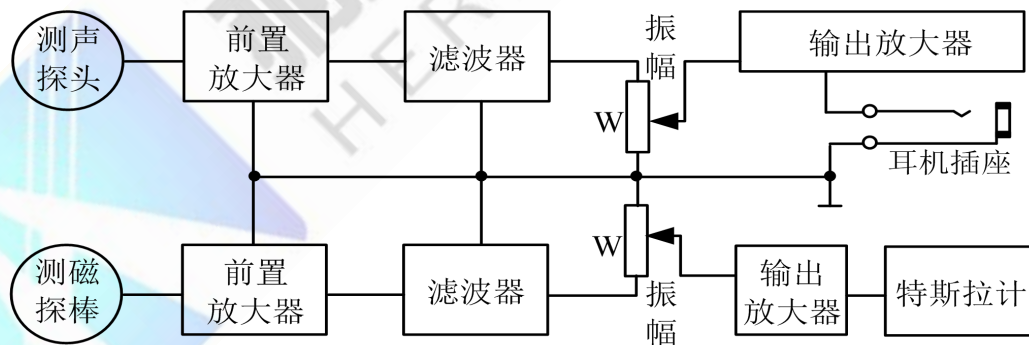 测声
探头
前置
放大器
滤波器
振
幅
W
输出放大器
耳机插座
测磁
探棒
前置
放大器
滤波器
W
振
幅
输出
放大器
特斯拉计
HER